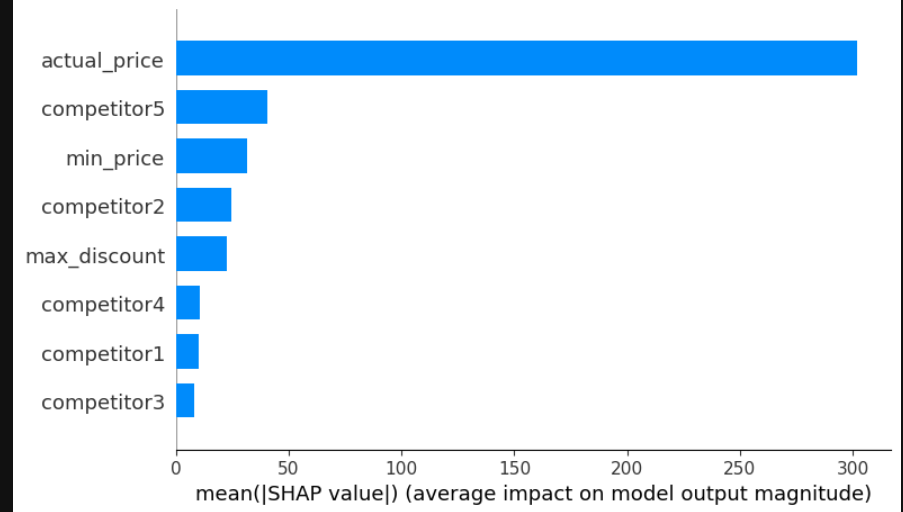 actual_price
competitor5
min_price
competitor2
max_discount
competitor4
competitor1
competitor3
0 50 100 150 200 250 300
mean(|SHAP value|) (average impact on model output magnitude)